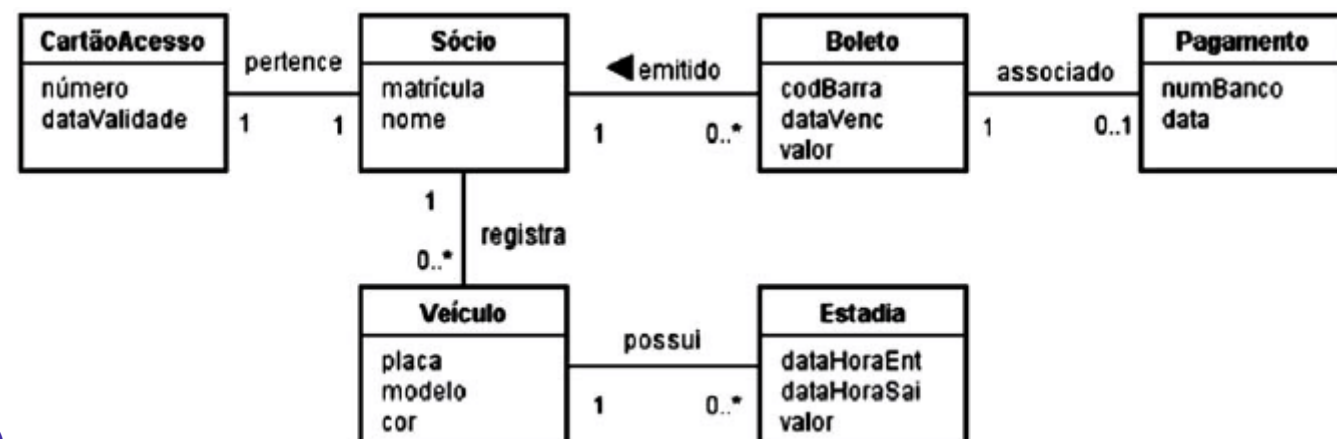 CartãoAcesso
número
dataValidade
pertence
1
1
Sócio
matrícula
nome
emitido
1
0..*
Boleto
codBarra
dataVenc
valor
associado
1
0..1
Pagamento
numBanco
data
1
registra
0..*
Veículo
placa
modelo
cor
possui
1
0..*
Estadia
dataHoraEnt
dataHoraSai
valor